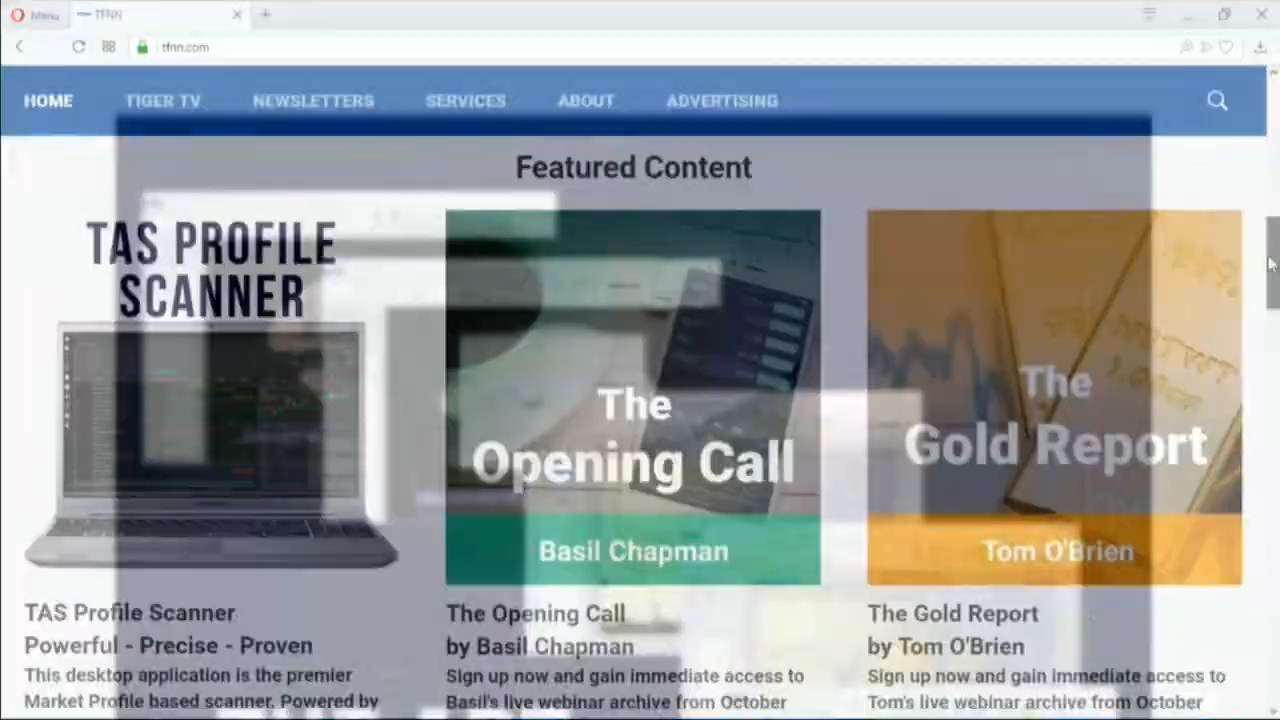 Menu
TFNN
tfnn.com
HOME TIGER TV NEWSLETTERS SERVICES ABOUT ADVERTISING
Featured Content
TAS PROFILE
SCANNER
The
Opening Call
Basil Chapman
The
Gold Report
Tom O'Brien
TAS Profile Scanner
Powerful - Precise - Proven
This desktop application is the premier
Market Profile based scanner. Powered by
The Opening Call
by Basil Chapman
Sign up now and gain immediate access to
Basil's live webinar archive from October
The Gold Report
by Tom O'Brien
Sign up now and gain immediate access to
Tom's live webinar archive from October